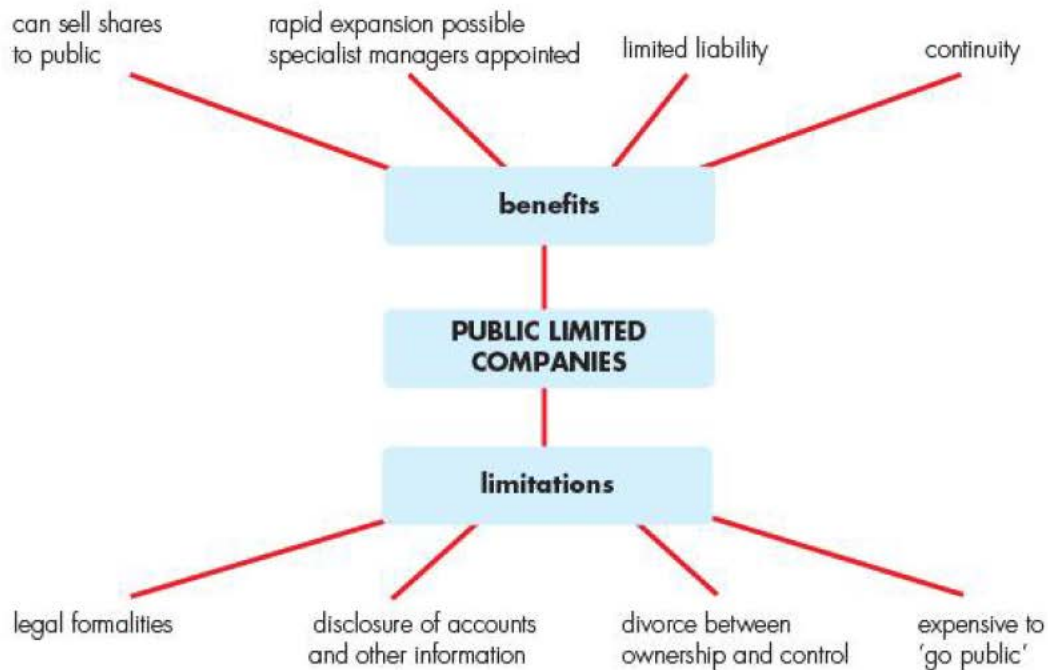 can sell shares
to public
rapid expansion possible
specialist managers appointed
limited liability
continuity
benefits
PUBLIC LIMITED
COMPANIES
limitations
legal formalities
disclosure of accounts
and other information
divorce between
ownership and control
expensive to
'go public'